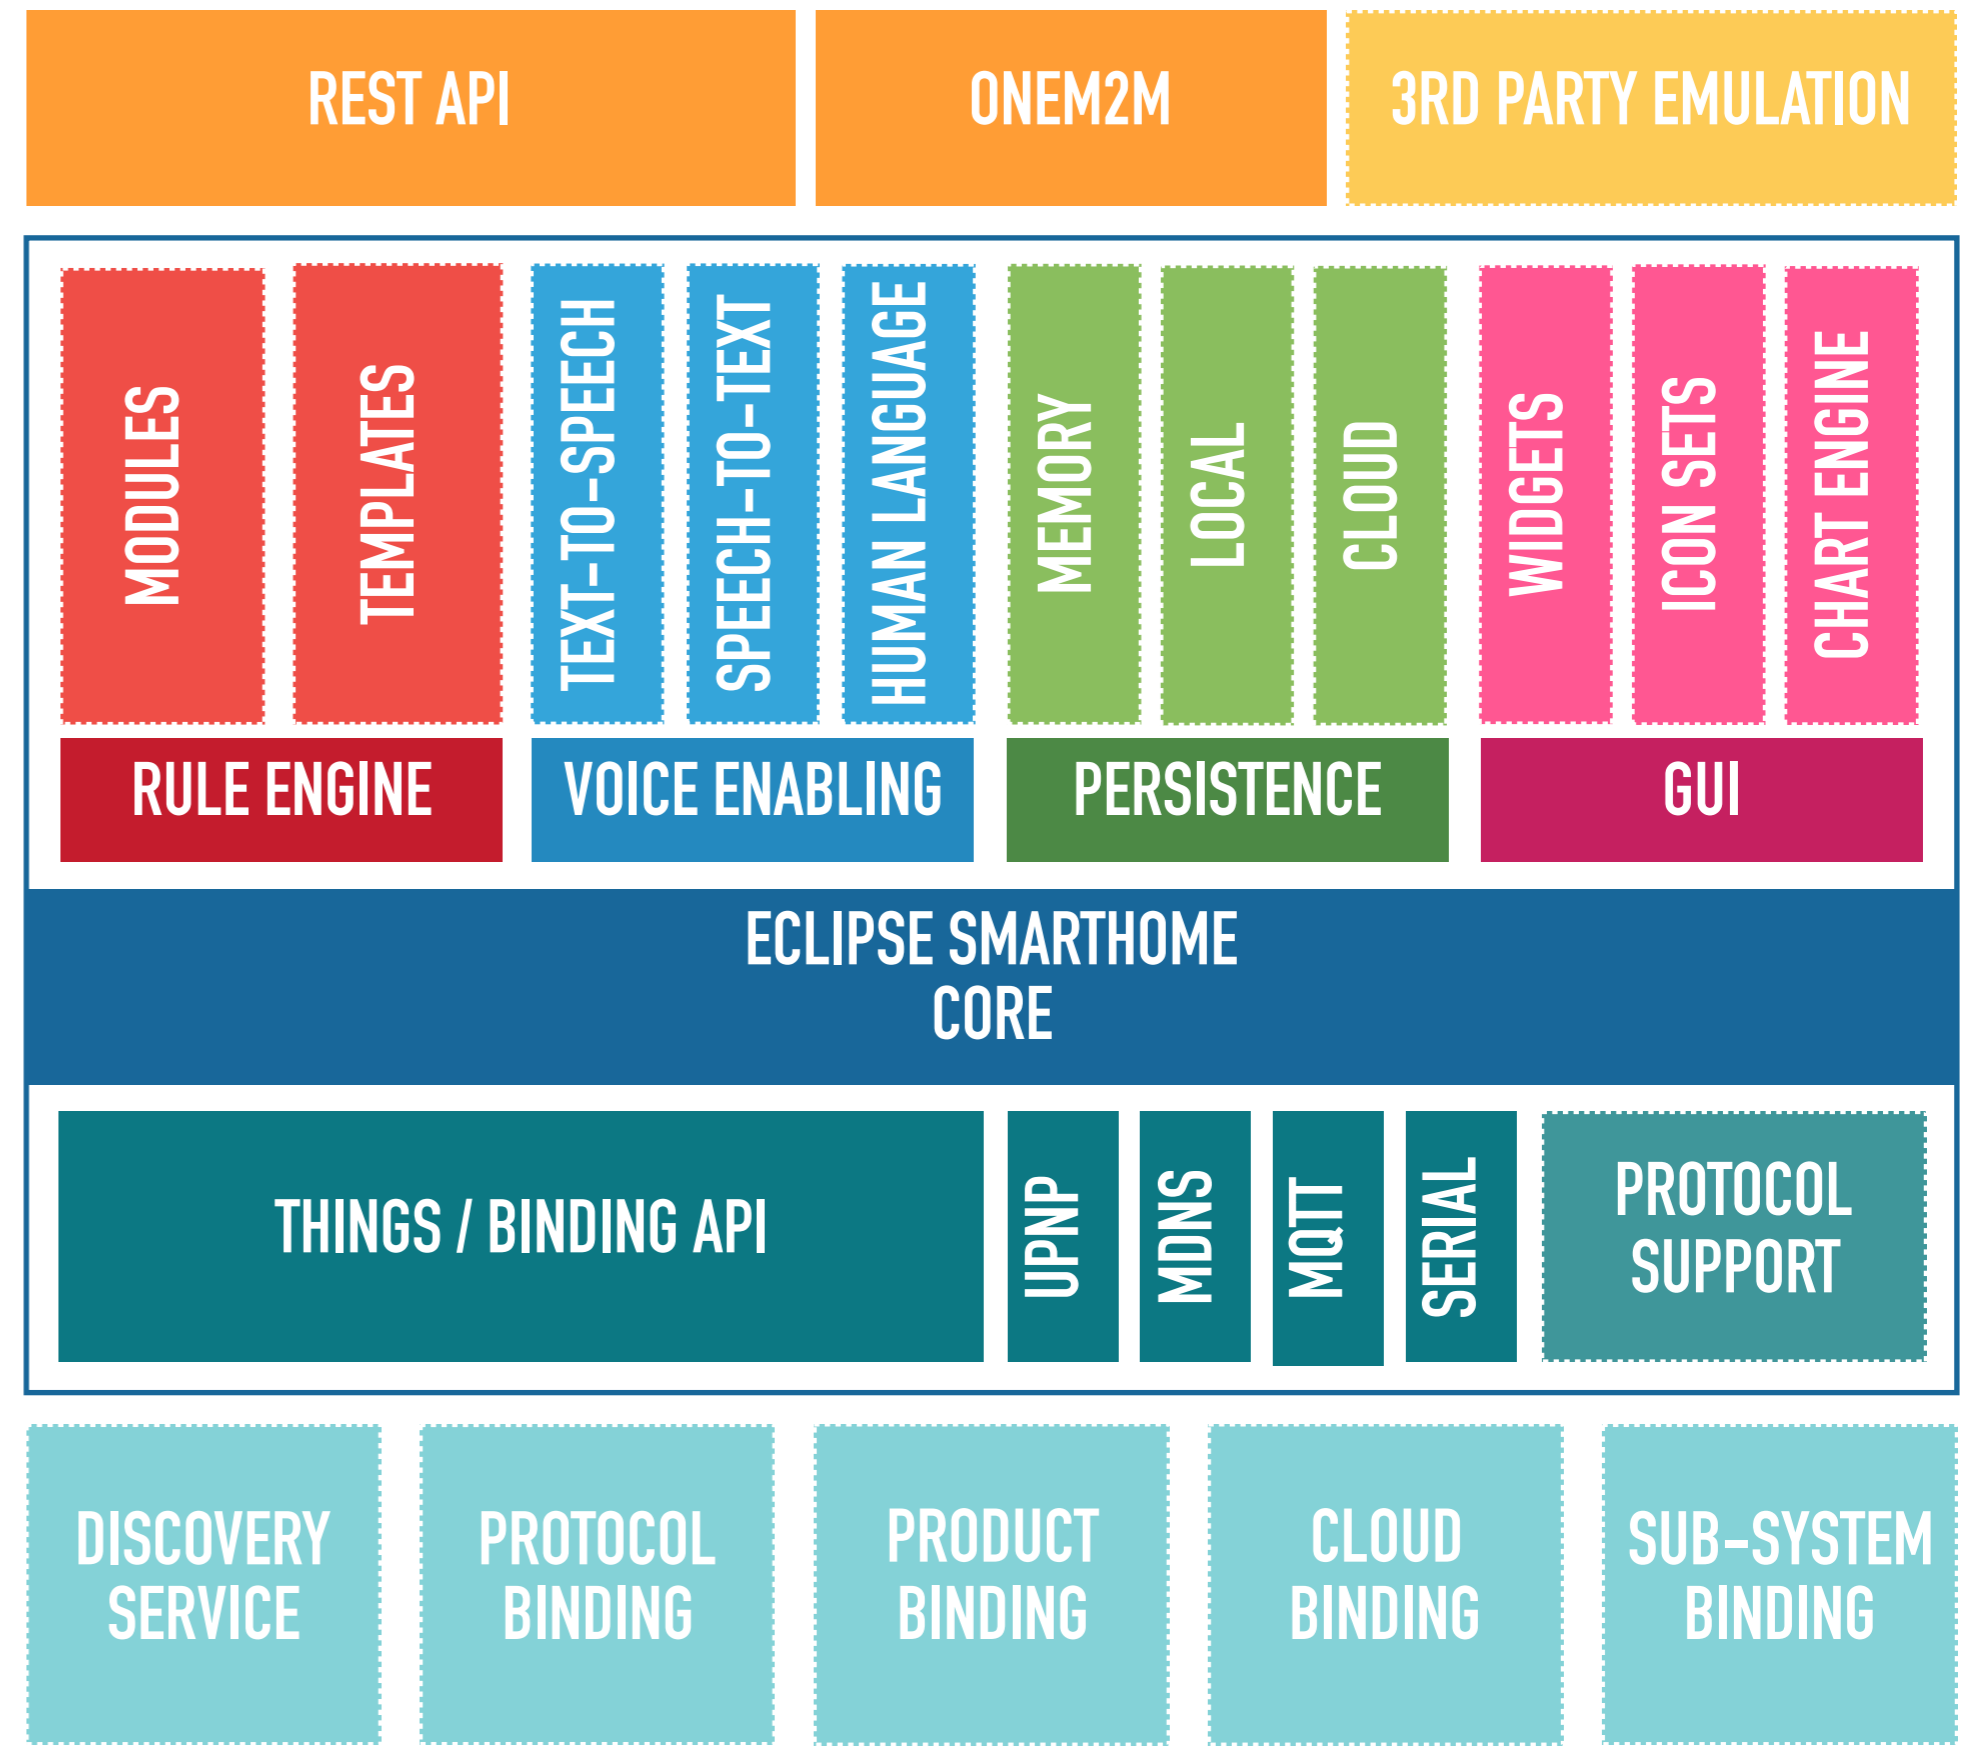 REST API
ONEM2M
3RD PARTY EMULATION
MODULES
TEMPLATES
TEXT-TO-SPEECH
SPEECH-TO-TEXT
HUMAN LANGUAGE
MEMORY
LOCAL
CLOUD
WIDGETS
ICON SETS
CHART ENGINE
RULE ENGINE
VOICE ENABLING
PERSISTENCE
GUI
ECLIPSE SMARTHOME
CORE
THINGS / BINDING API
UPNP
MDNS
MQTT
SERIAL
PROTOCOL
SUPPORT
DISCOVERY
SERVICE
PROTOCOL
BINDING
PRODUCT
BINDING
CLOUD
BINDING
SUB-SYSTEM
BINDING